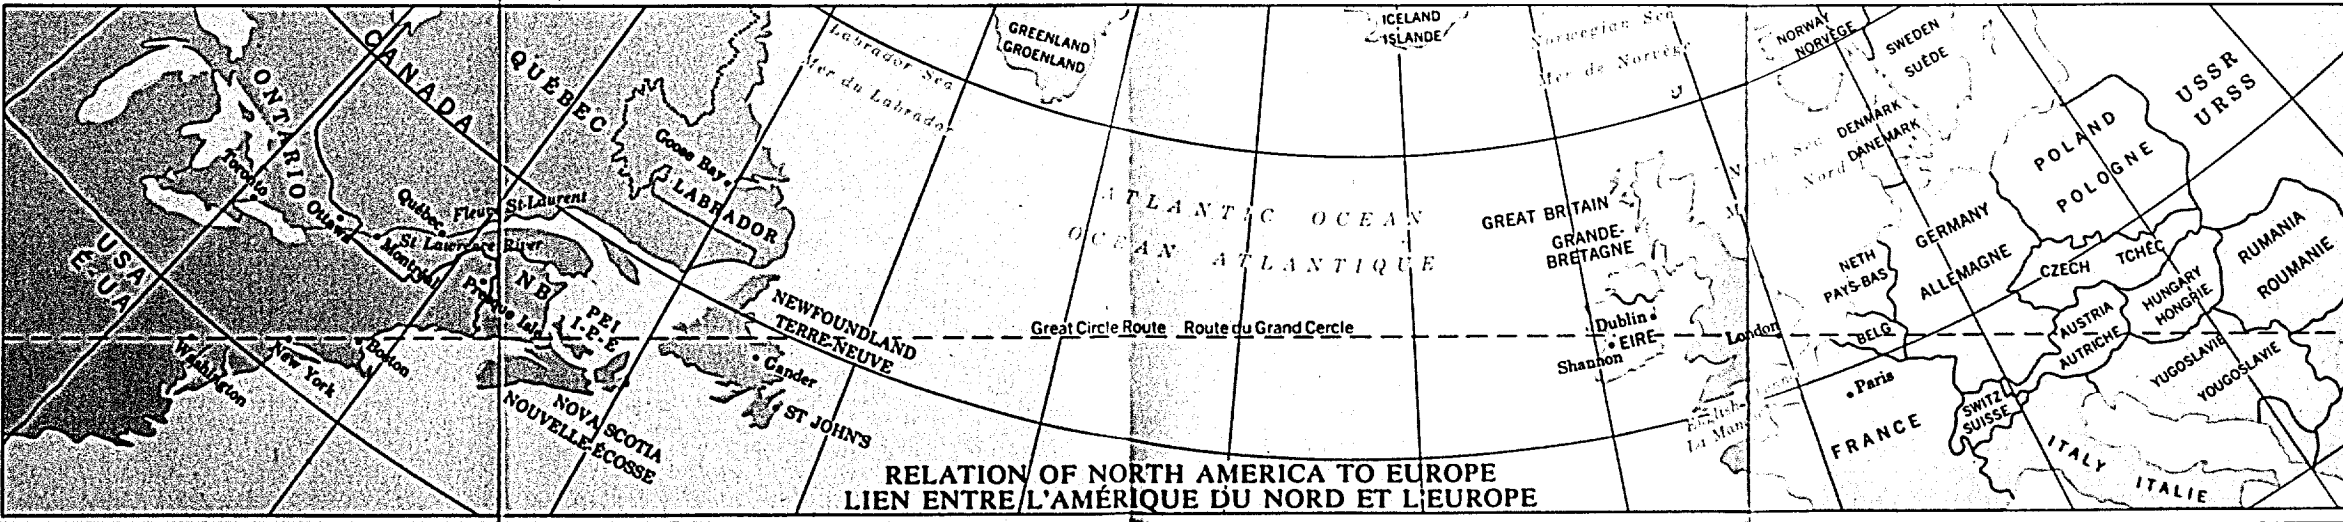 CANADA
ONTARIO
QUÉBEC
Goose Bay
LABRADOR
Toronto
Ottawa
Québec
Fleuve St-Laurent
St Lawrence River
Montréal
USA
É-UA
Washington
New York
Boston
Presque Isle
NB
PEI
I-P-É
NOVA SCOTIA
NOUVELLE-ÉCOSSE
NEWFOUNDLAND
TERRE-NEUVE
Gander
ST JOHN'S
Labrador Sea
Mer du Labrador
GREENLAND
GROENLAND
ICELAND
ISLANDE
Norwegian Sea
Mer de Norvège
ATLANTIC OCEAN
OCÉAN ATLANTIQUE
Great Circle Route Route du Grand Cercle
GREAT BRITAIN
GRANDE-
BRETAGNE
Dublin
EIRE
Shannon
London
NORWAY
NORVÈGE
SWEDEN
SUÈDE
DENMARK
DANEMARK
NETH
PAYS-BAS
BELG
GERMANY
ALLEMAGNE
POLAND
POLOGNE
USSR
URSS
CZECH
TCHÉC
AUSTRIA
AUTRICHE
HUNGARY
HONGRIE
RUMANIA
ROUMANIE
YUGOSLAVIE
YOUGOSLAVIE
Paris
FRANCE
SWITZ
SUISSE
ITALY
ITALIE
RELATION OF NORTH AMERICA TO EUROPE
LIEN ENTRE L'AMÉRIQUE DU NORD ET L'EUROPE